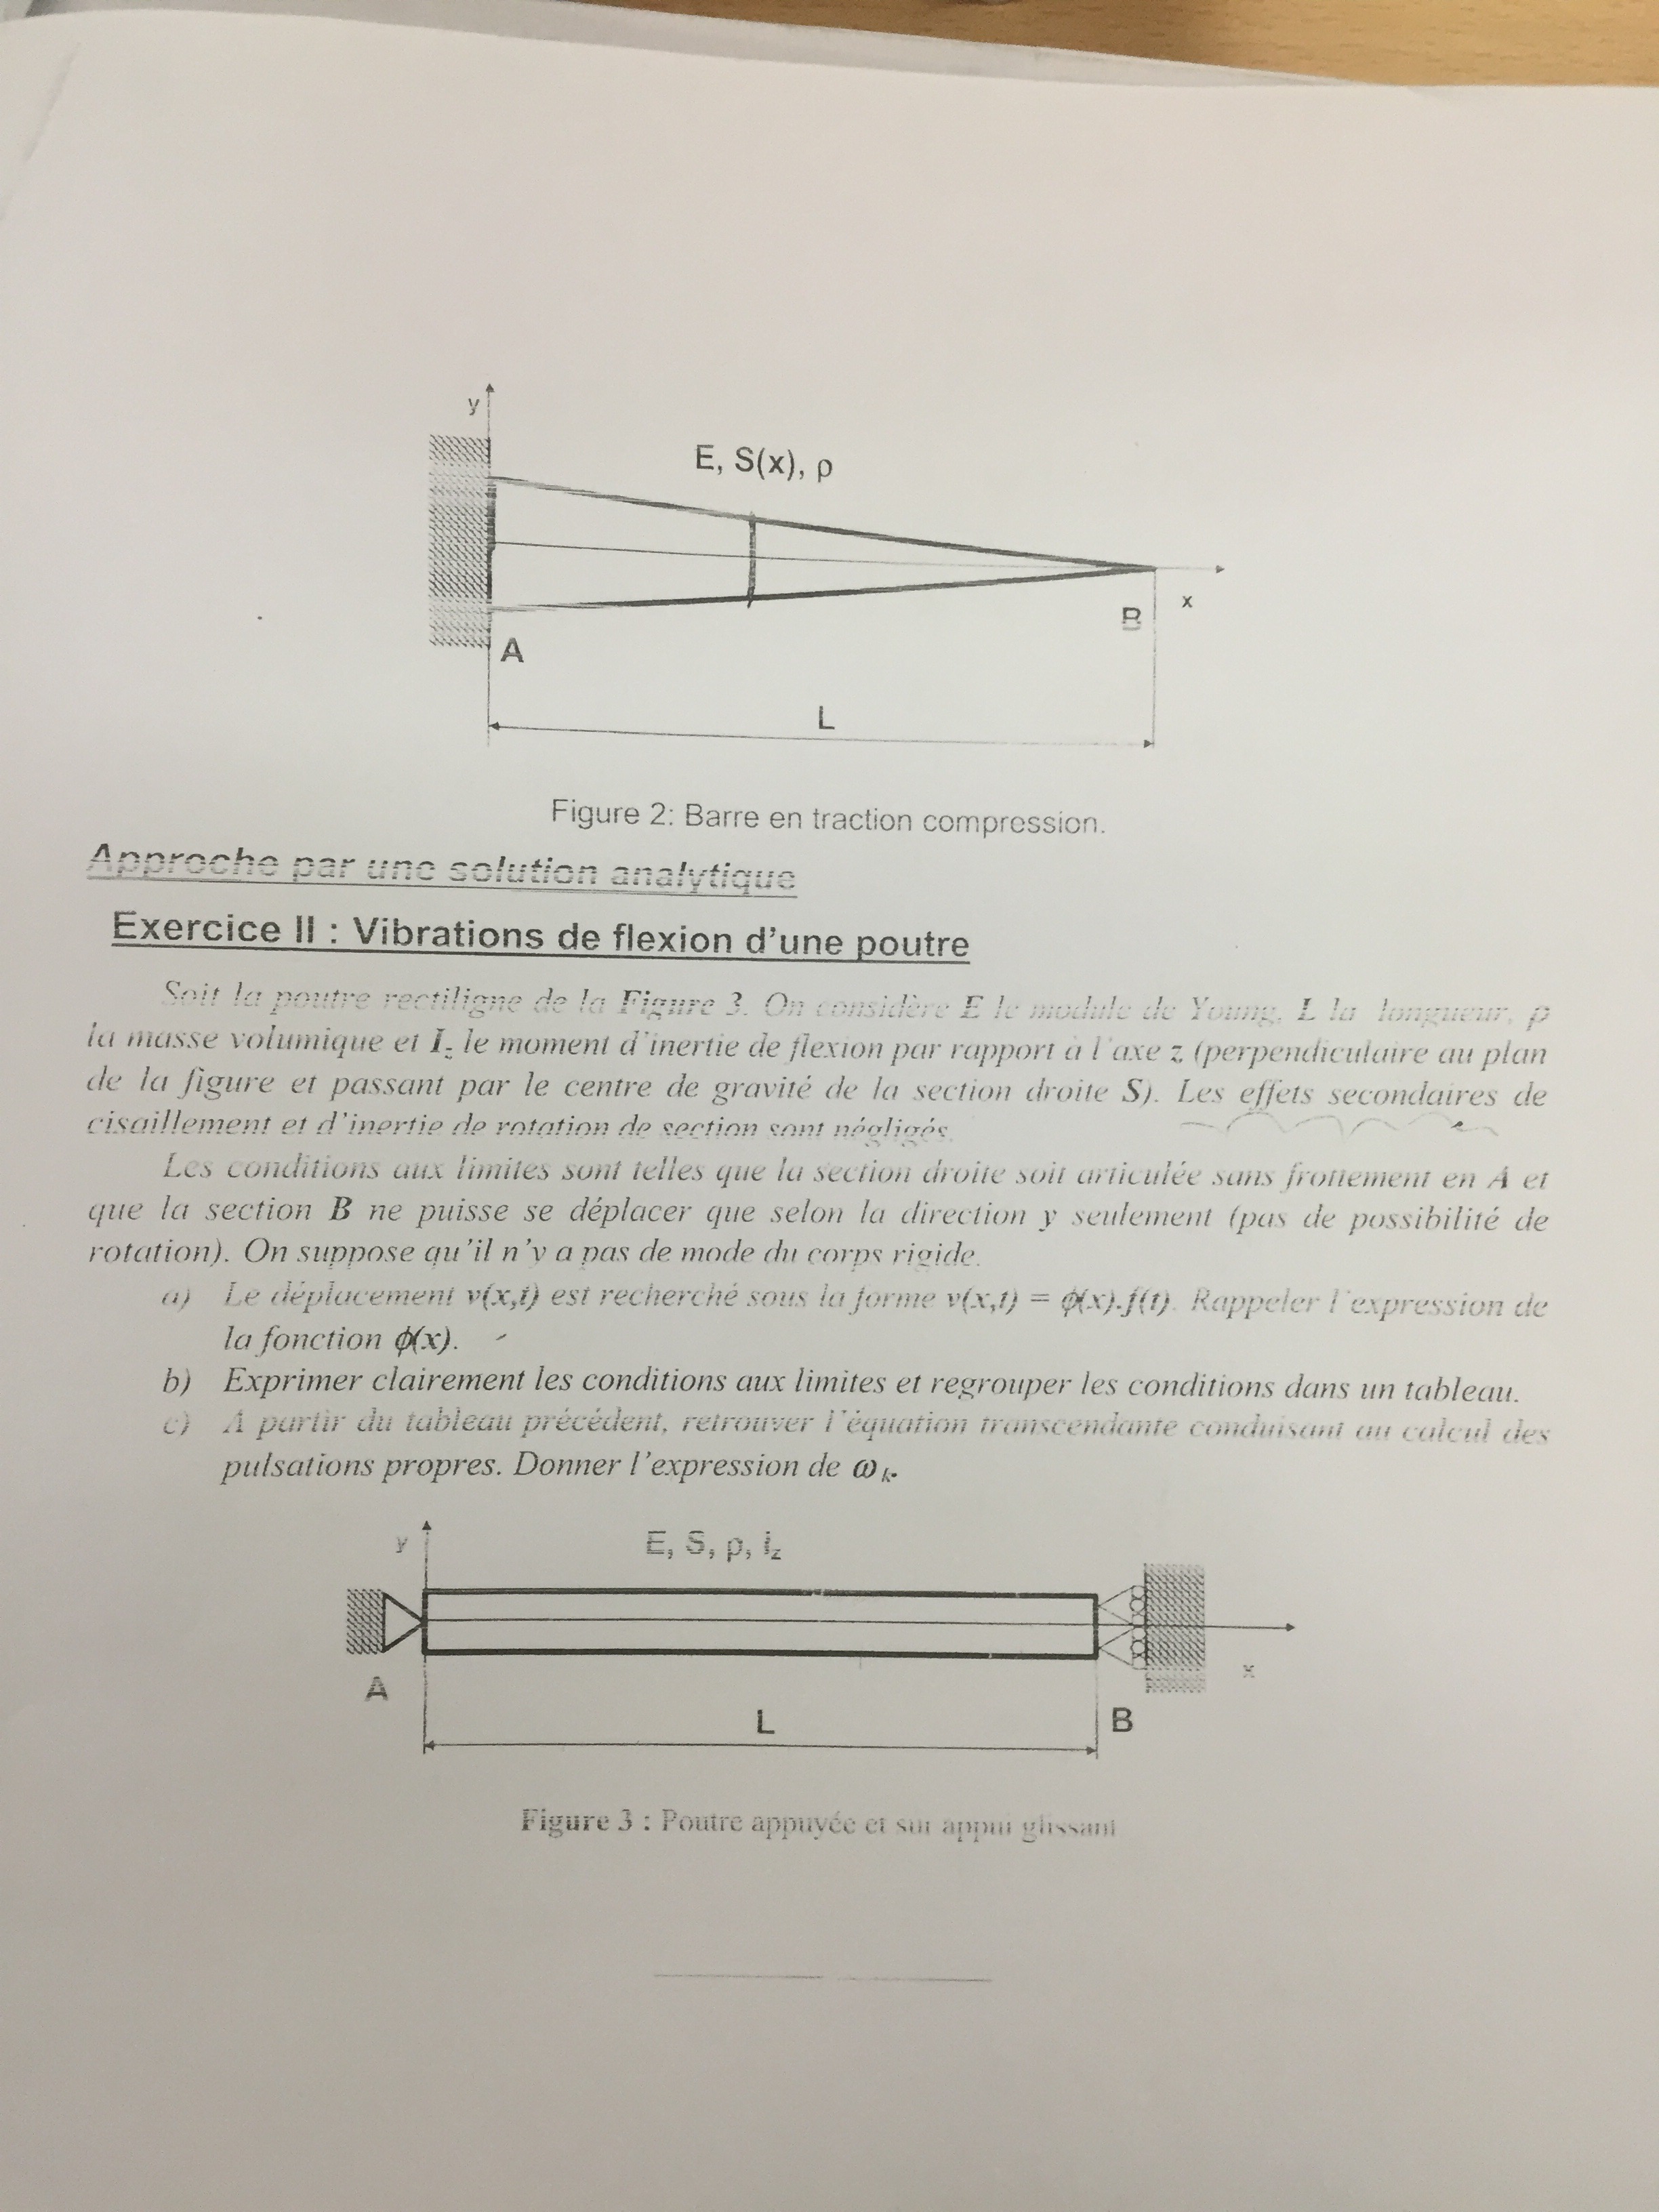 y
E, S(x), ρ
x
B
A
L
Figure 2: Barre en traction compression.
Approche par une solution analytique
Exercice II : Vibrations de flexion d'une poutre
Soit la poutre rectiligne de la Figure 3. On considère E le module de Young, L la longueur, ρ
la masse volumique et Iz le moment d'inertie de flexion par rapport à l'axe z (perpendiculaire au plan
de la figure et passant par le centre de gravité de la section droite S). Les effets secondaires de
cisaillement et d'inertie de rotation de section sont négligés.
Les conditions aux limites sont telles que la section droite soit articulée sans frottement en A et
que la section B ne puisse se déplacer que selon la direction y seulement (pas de possibilité de
rotation). On suppose qu'il n'y a pas de mode du corps rigide.
a) Le déplacement v(x,t) est recherché sous la forme v(x,t) = ϕ(x).f(t). Rappeler l'expression de
la fonction ϕ(x).
b) Exprimer clairement les conditions aux limites et regrouper les conditions dans un tableau.
c) A partir du tableau précédent, retrouver l'équation transcendante conduisant au calcul des
pulsations propres. Donner l'expression de ωk.
y
E, S, ρ, Iz
x
A
L
B
Figure 3 : Poutre appuyée et sur appui glissant